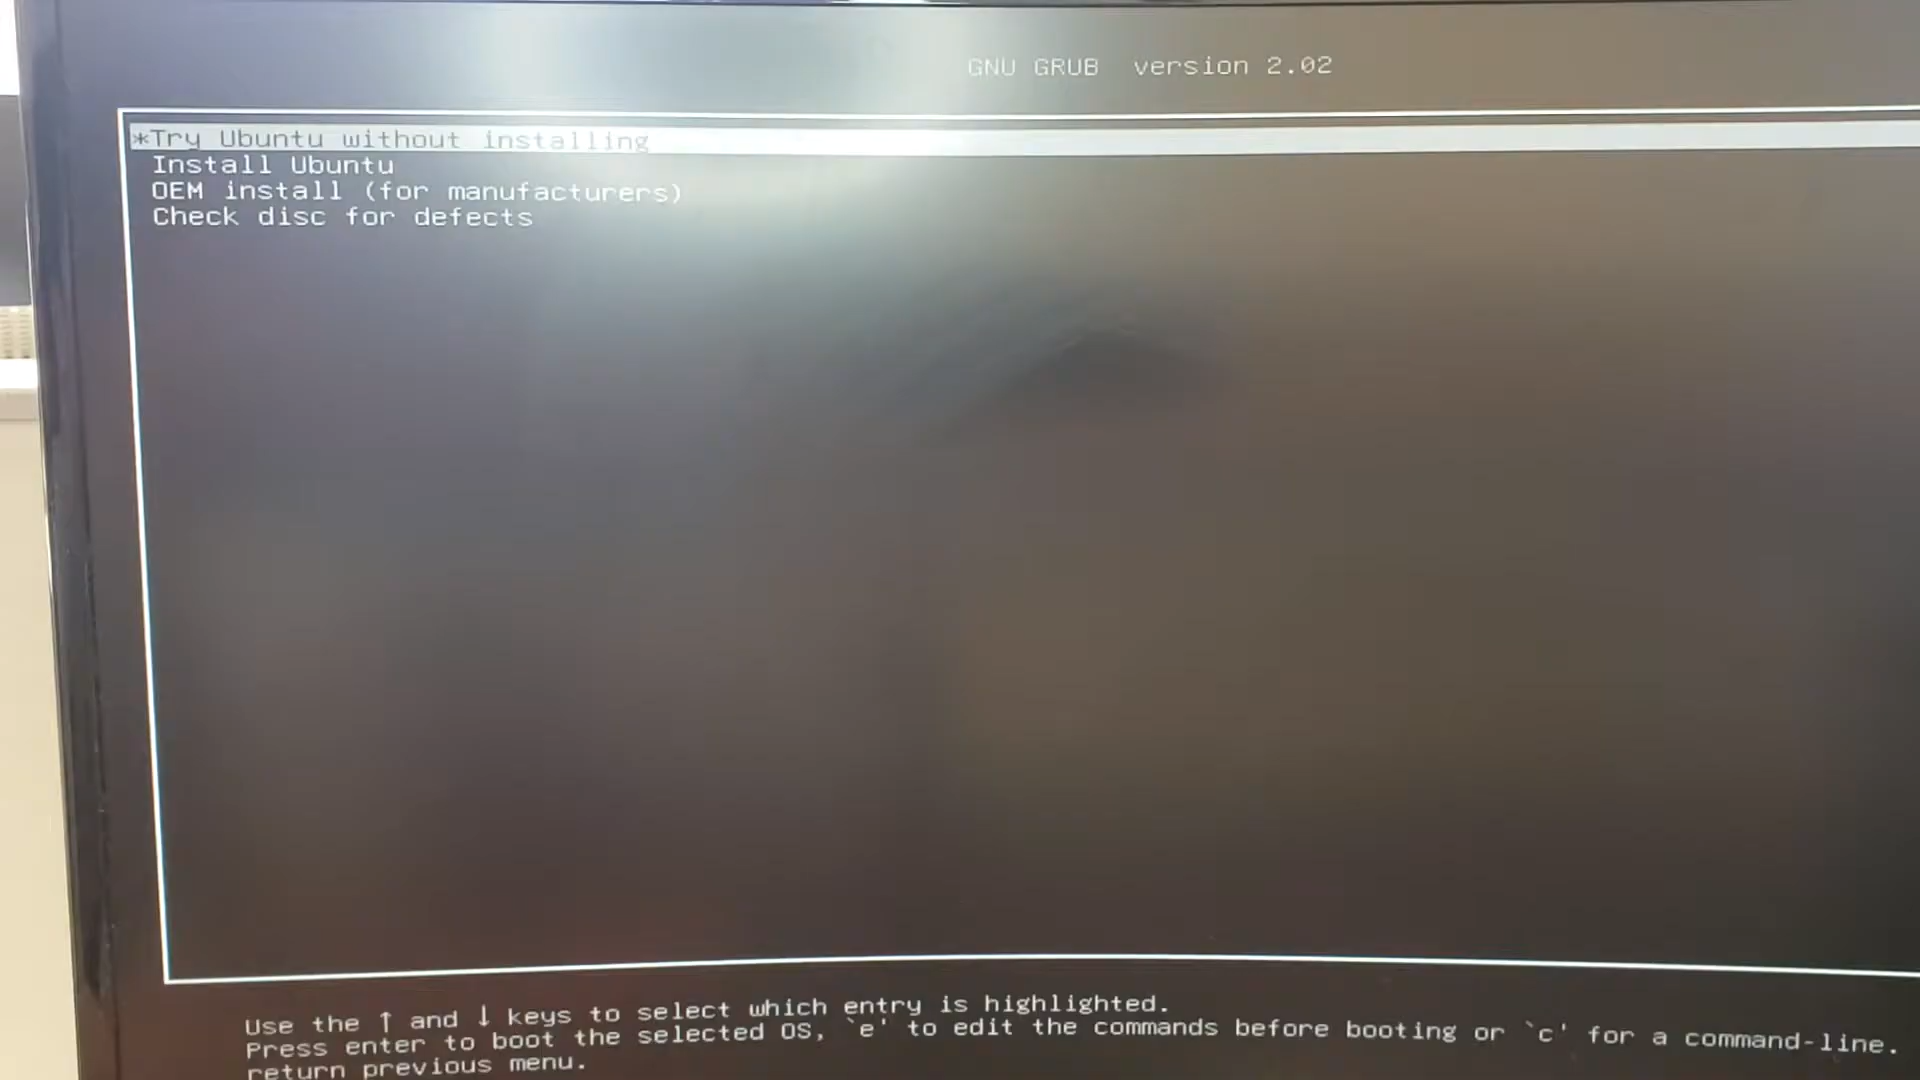 GNU GRUB  version 2.02
*Try Ubuntu without installing
Install Ubuntu
OEM install (for manufacturers)
Check disc for defects
Use the ↑ and ↓ keys to select which entry is highlighted.
Press enter to boot the selected OS, `e' to edit the commands before booting or `c' for a command-line.
return previous menu.